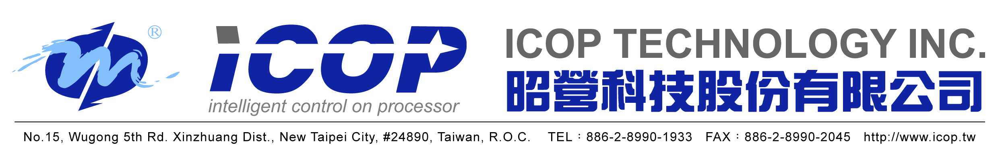 ®
iCOP
intelligent control on processor
ICOP TECHNOLOGY INC.
昭營科技股份有限公司
No.15, Wugong 5th Rd. Xinzhuang Dist., New Taipei City, #24890, Taiwan, R.O.C. TEL：886-2-8990-1933 FAX：886-2-8990-2045 http://www.icop.tw